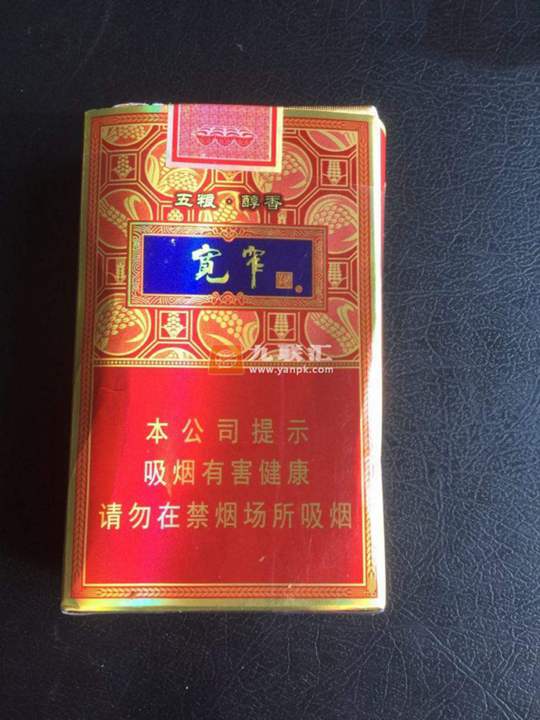 五粮·醇香
宽窄
九联汇
www.yanpk.com
本公司提示
吸烟有害健康
请勿在禁烟场所吸烟